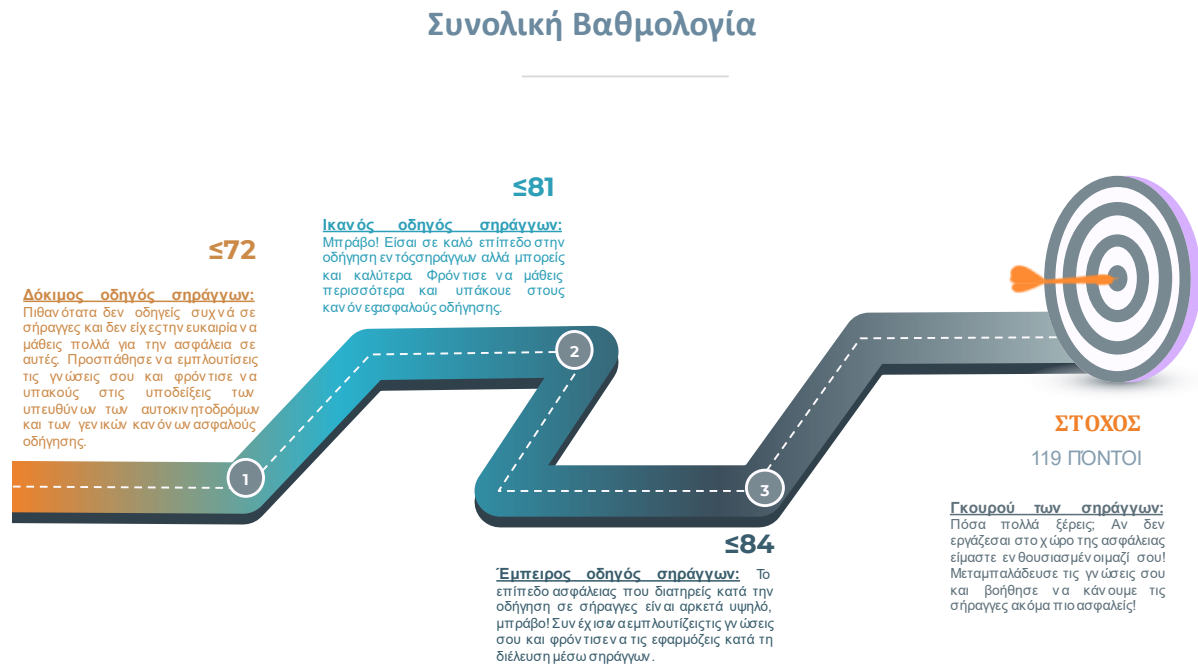 Συνολική Βαθμολογία
≤72
Δόκιμος οδηγός σηράγγων:
Πιθανότατα δεν οδηγείς συχνά σε
σήραγγες και δεν είχες την ευκαιρία να
μάθεις πολλά για την ασφάλεια σε
αυτές. Προσπάθησε να εμπλουτίσεις
τις γνώσεις σου και φρόντισε να
υπακούς στις υποδείξεις των
υπευθύνων των αυτοκινητοδρόμων
και των γενικών κανόνων ασφαλούς
οδήγησης.
1
≤81
Ικανός οδηγός σηράγγων:
Μπράβο! Είσαι σε καλό επίπεδο στην
οδήγηση εντός σηράγγων αλλά μπορείς
και καλύτερα. Φρόντισε να μάθεις
περισσότερα και υπάκουε στους
κανόνες ασφαλούς οδήγησης.
2
3
≤84
Έμπειρος οδηγός σηράγγων: Το
επίπεδο ασφάλειας που διατηρείς κατά την
οδήγηση σε σήραγγες είναι αρκετά υψηλό,
μπράβο! Συνέχισε να εμπλουτίζεις τις γνώσεις
σου και φρόντισε να τις εφαρμόζεις κατά τη
διέλευση μέσω σηράγγων.
ΣΤΟΧΟΣ
119 ΠΟΝΤΟΙ
Γκουρού των σηράγγων:
Πόσα πολλά ξέρεις; Αν δεν
εργάζεσαι στο χώρο της ασφάλειας
είμαστε ενθουσιασμένοι μαζί σου!
Μεταμπαλάδευσε τις γνώσεις σου
και βοήθησε να κάνουμε τις
σήραγγες ακόμα πιο ασφαλείς!